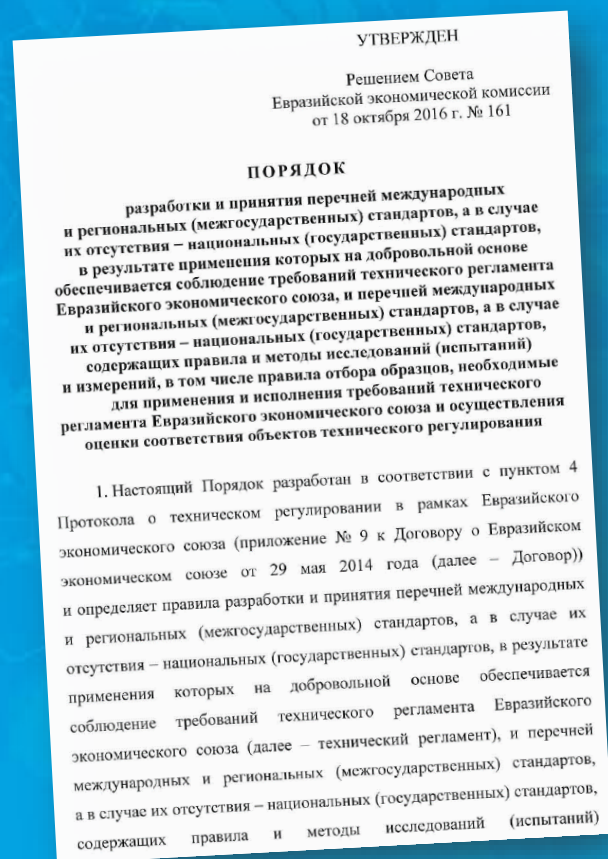 УТВЕРЖДЕН
Решением Совета
Евразийской экономической комиссии
от 18 октября 2016 г. № 161
ПОРЯДОК
разработки и принятия перечней международных
и региональных (межгосударственных) стандартов, а в случае
их отсутствия – национальных (государственных) стандартов,
в результате применения которых на добровольной основе
обеспечивается соблюдение требований технического регламента
Евразийского экономического союза, и перечней международных
и региональных (межгосударственных) стандартов, а в случае
их отсутствия – национальных (государственных) стандартов,
содержащих правила и методы исследований (испытаний)
и измерений, в том числе правила отбора образцов, необходимые
для применения и исполнения требований технического
регламента Евразийского экономического союза и осуществления
оценки соответствия объектов технического регулирования
1. Настоящий Порядок разработан в соответствии с пунктом 4
Протокола о техническом регулировании в рамках Евразийского
экономического союза (приложение № 9 к Договору о Евразийском
экономическом союзе от 29 мая 2014 года (далее – Договор))
и определяет правила разработки и принятия перечней международных
и региональных (межгосударственных) стандартов, а в случае их
отсутствия – национальных (государственных) стандартов, в результате
применения которых на добровольной основе обеспечивается
соблюдение требований технического регламента Евразийского
экономического союза (далее – технический регламент), и перечней
международных и региональных (межгосударственных) стандартов,
а в случае их отсутствия – национальных (государственных) стандартов,
содержащих правила и методы исследований (испытаний)